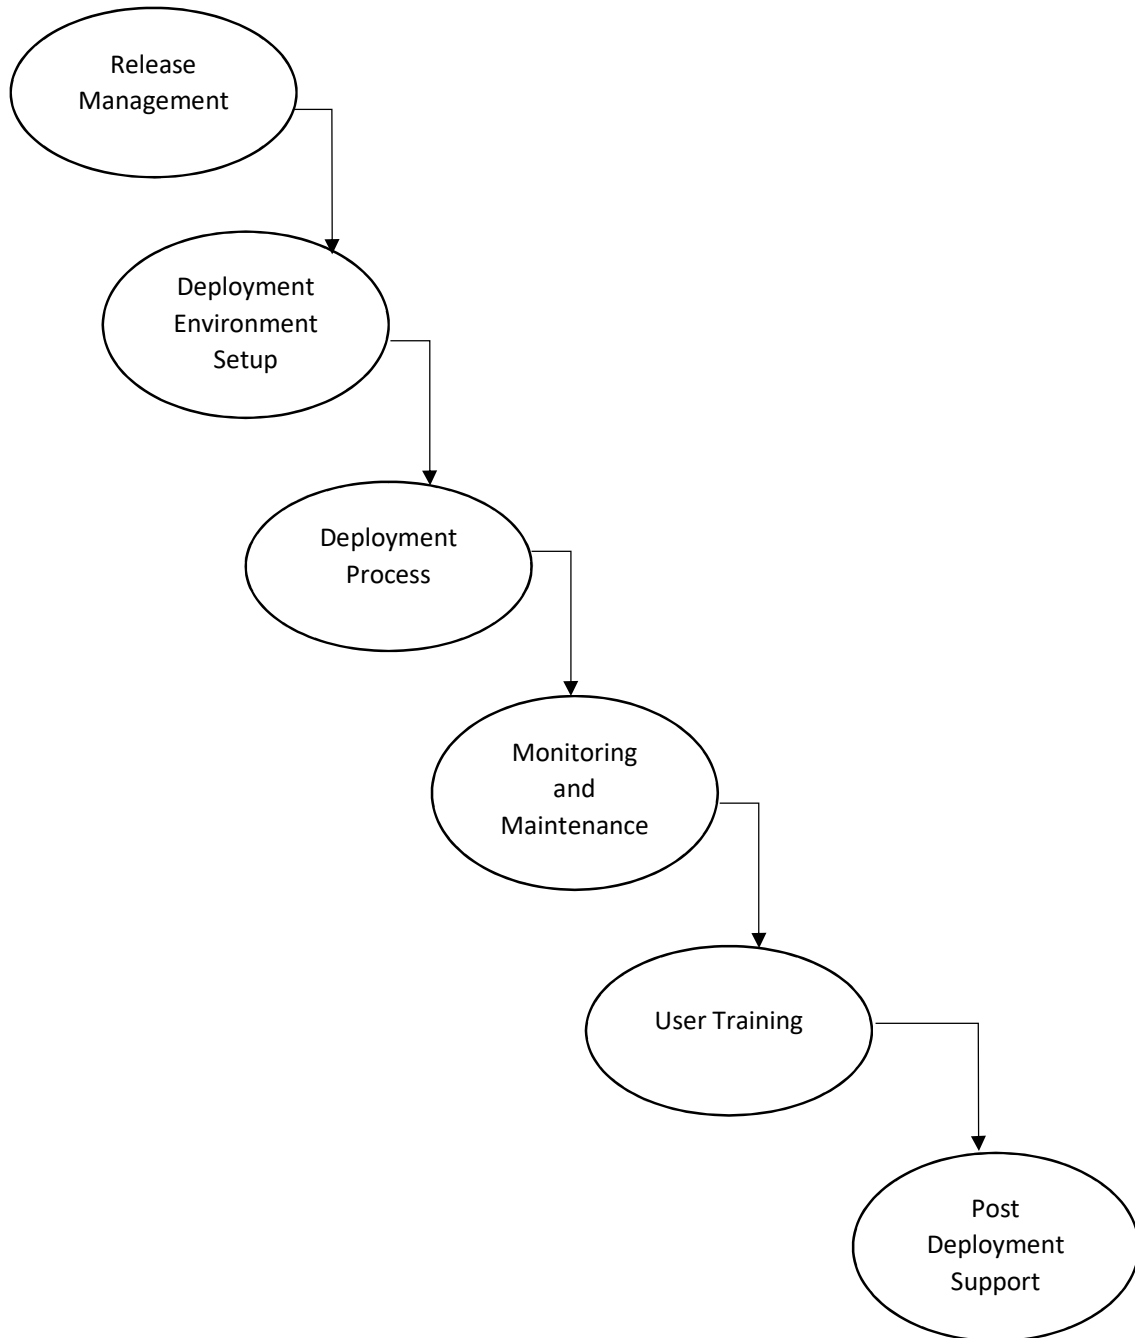 Release
Management
Deployment
Environment
Setup
Deployment
Process
Monitoring
and
Maintenance
User Training
Post
Deployment
Support